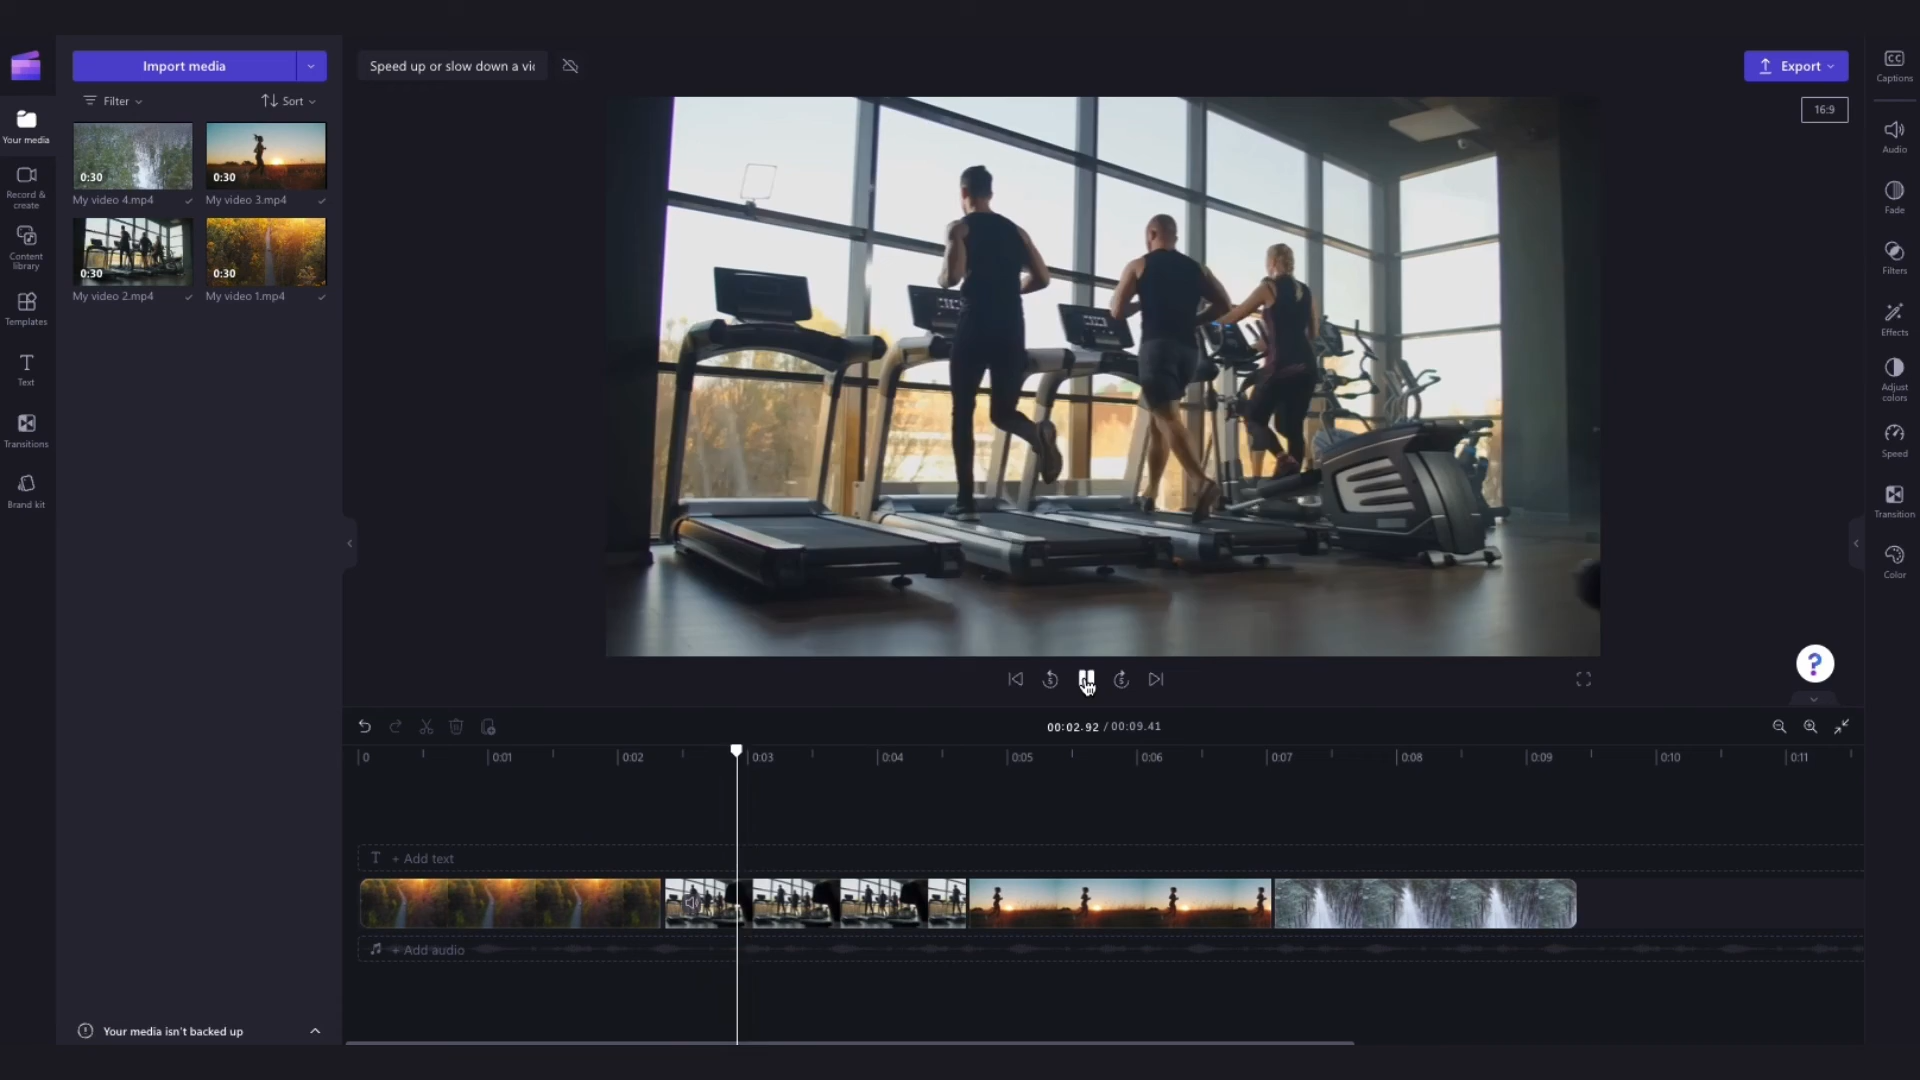 Import media
Speed up or slow down a vi
Export
CC
Captions
Filter
Sort
16:9
Your media
0:30
0:30
My video 4.mp4
My video 3.mp4
Audio
Record &
create
Fade
Content
library
0:30
0:30
My video 2.mp4
My video 1.mp4
Filters
Templates
Effects
Text
Adjust
colors
Transitions
Speed
Brand kit
Transition
Color
5
5
?
00:02.92 / 00:09.41
0
0:01
0:02
0:03
0:04
0:05
0:06
0:07
0:08
0:09
0:10
0:11
T + Add text
+ Add audio
Your media isn't backed up